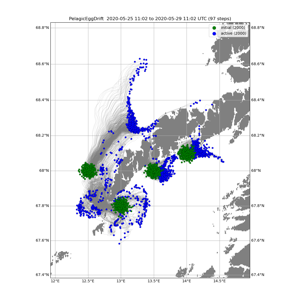 PelagicEggDrift 2020-05-25 11:02 to 2020-05-29 11:02 UTC (97 steps)
initial (2000)
active (2000)
68.8°N 68.8°N
68.6°N 68.6°N
68.4°N 68.4°N
68.2°N 68.2°N
68°N 68°N
67.8°N 67.8°N
67.6°N 67.6°N
67.4°N 67.4°N
12°E 12.5°E 13°E 13.5°E 14°E 14.5°E